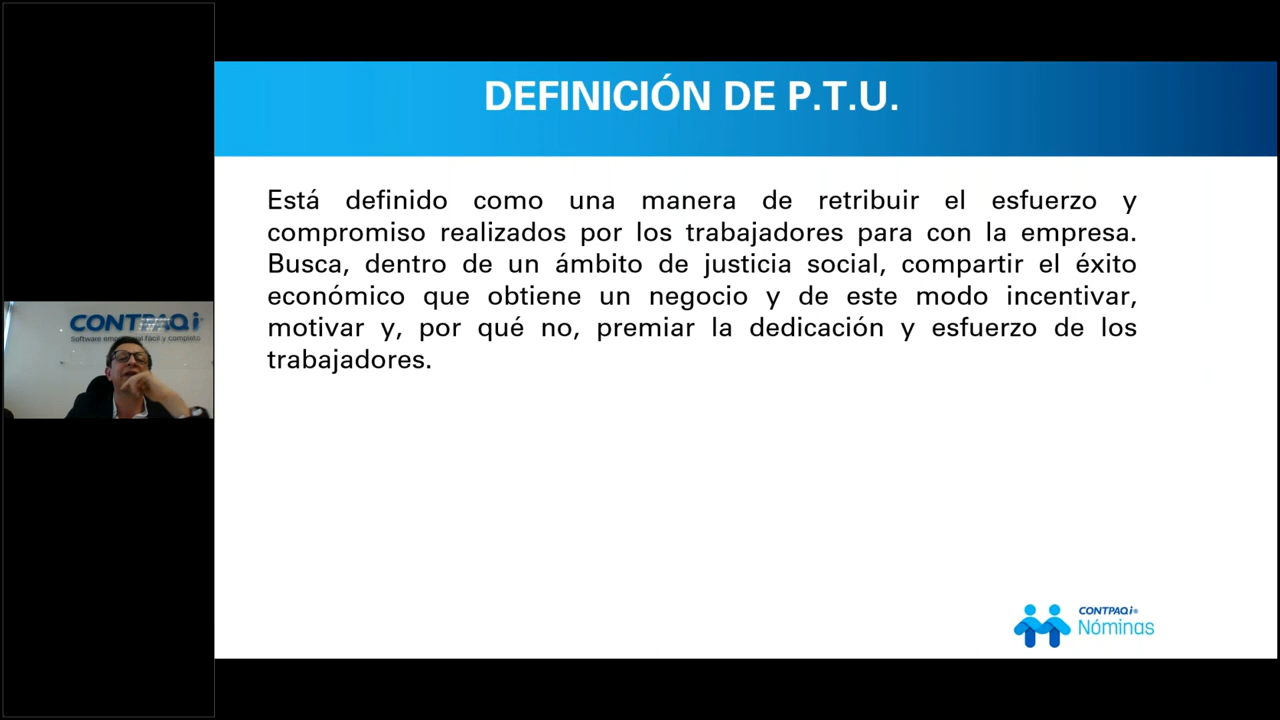 DEFINICIÓN DE P.T.U.
Está definido como una manera de retribuir el esfuerzo y
compromiso realizados por los trabajadores para con la empresa.
Busca, dentro de un ámbito de justicia social, compartir el éxito
económico que obtiene un negocio y de este modo incentivar,
motivar y, por qué no, premiar la dedicación y esfuerzo de los
trabajadores.
CONTPAQi
Software empresarial fácil y completo
CONTPAQi®
Nóminas